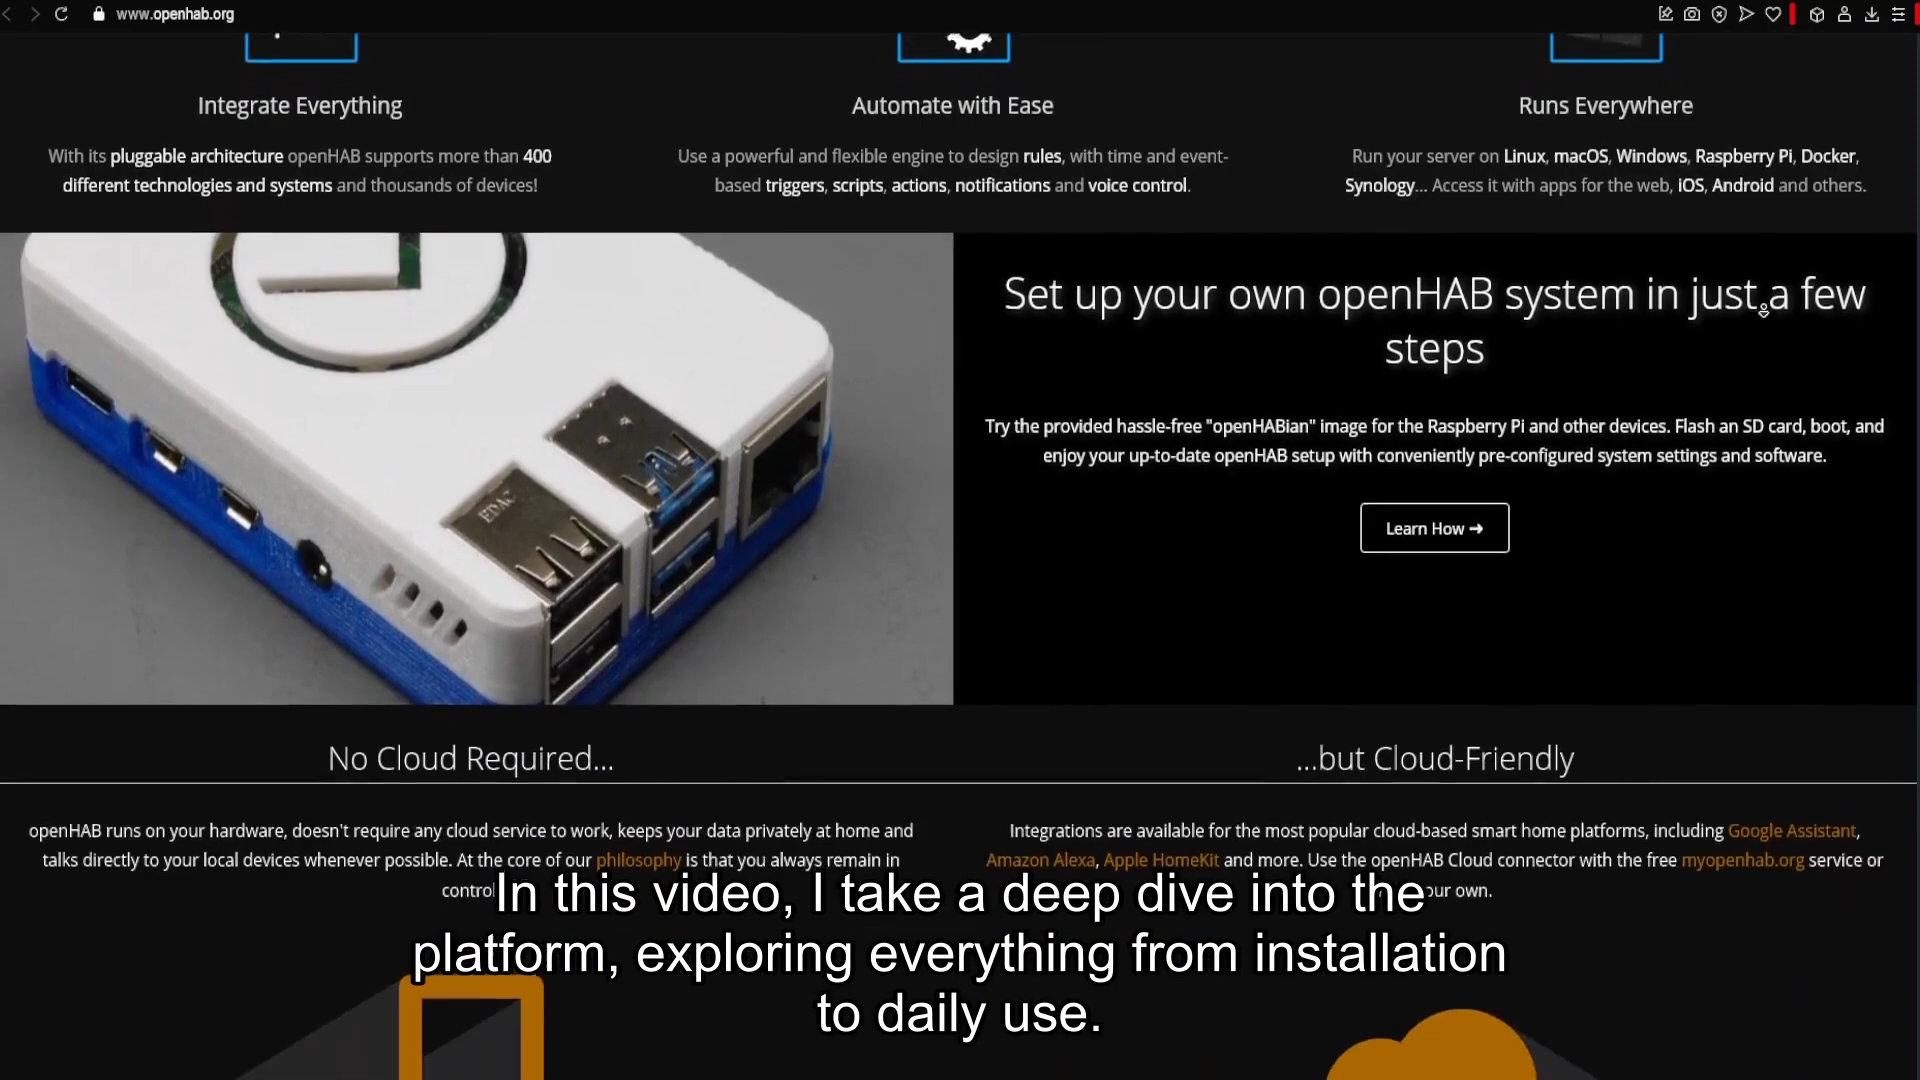 www.openhab.org
Integrate Everything
With its pluggable architecture openHAB supports more than 400
different technologies and systems and thousands of devices!
Automate with Ease
Use a powerful and flexible engine to design rules, with time and event-
based triggers, scripts, actions, notifications and voice control.
Runs Everywhere
Run your server on Linux, macOS, Windows, Raspberry Pi, Docker,
Synology... Access it with apps for the web, iOS, Android and others.
EDAC
Set up your own openHAB system in just a few
steps
Try the provided hassle-free "openHABian" image for the Raspberry Pi and other devices. Flash an SD card, boot, and
enjoy your up-to-date openHAB setup with conveniently pre-configured system settings and software.
Learn How ➜
No Cloud Required...
openHAB runs on your hardware, doesn't require any cloud service to work, keeps your data privately at home and
talks directly to your local devices whenever possible. At the core of our philosophy is that you always remain in
control
...but Cloud-Friendly
Integrations are available for the most popular cloud-based smart home platforms, including Google Assistant,
Amazon Alexa, Apple HomeKit and more. Use the openHAB Cloud connector with the free myopenhab.org service or
our own.
In this video, I take a deep dive into the
platform, exploring everything from installation
to daily use.